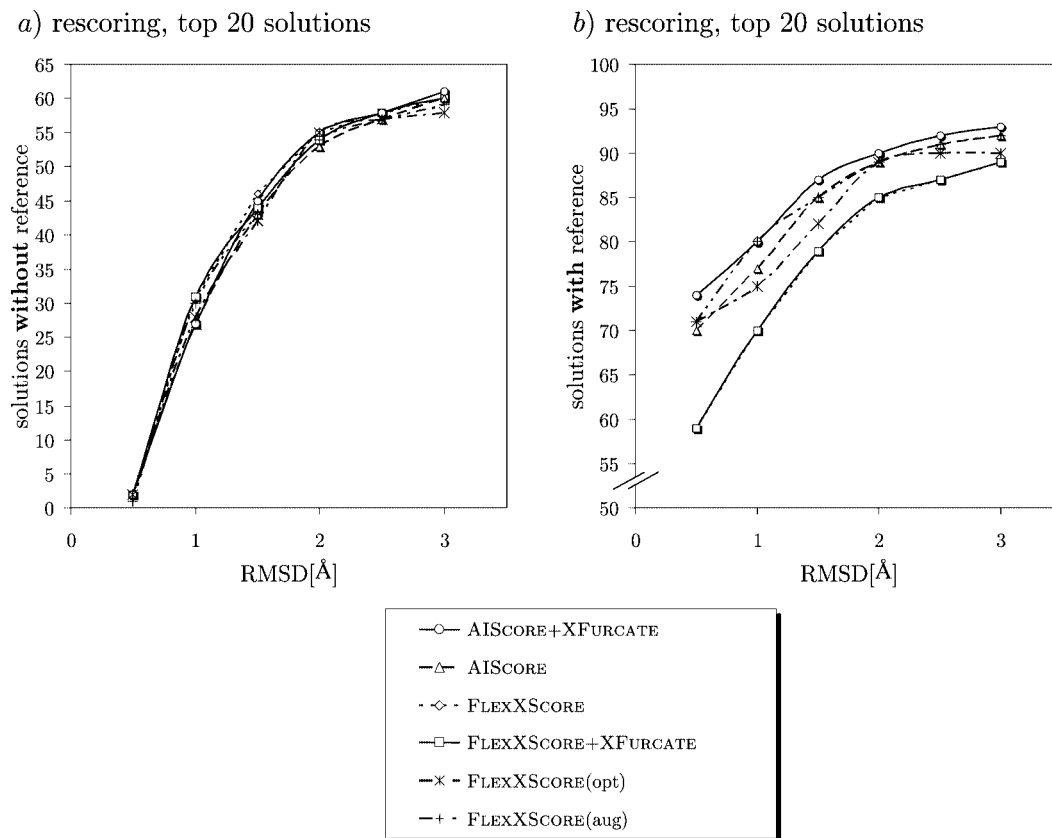 a) rescoring, top 20 solutions
65
60
55
50
45
40
35
30
25
20
15
10
5
0
solutions without reference
0 1 2 3
RMSD[Å]
b) rescoring, top 20 solutions
100
95
90
85
80
75
70
65
60
55
50
solutions with reference
0 1 2 3
RMSD[Å]
AISCORE+XFURCATE
AISCORE
FLEXXSCORE
FLEXXSCORE+XFURCATE
FLEXXSCORE(opt)
FLEXXSCORE(aug)